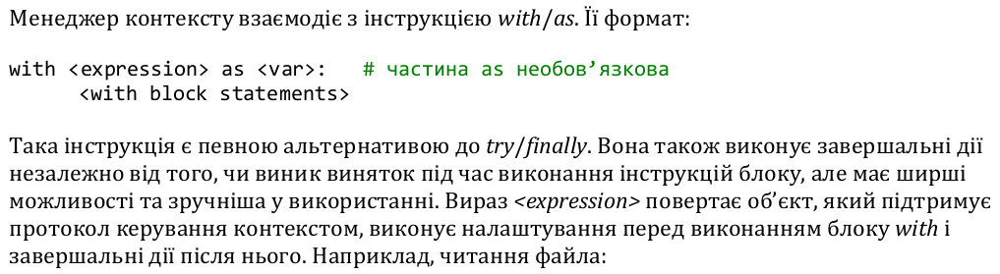 Менеджер контексту взаємодіє з інструкцією with/as. Її формат:
with <expression> as <var>:   # частина as необов’язкова
      <with block statements>
Така інструкція є певною альтернативою до try/finally. Вона також виконує завершальні дії
незалежно від того, чи виник виняток під час виконання інструкцій блоку, але має ширші
можливості та зручніша у використанні. Вираз <expression> повертає об’єкт, який підтримує
протокол керування контекстом, виконує налаштування перед виконанням блоку with і
завершальні дії після нього. Наприклад, читання файла: